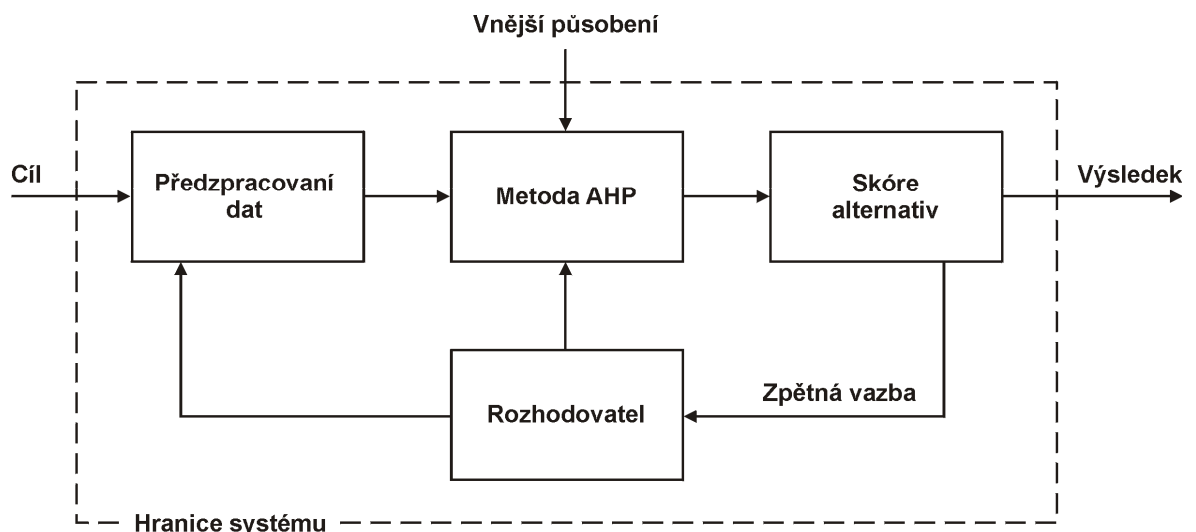 Vnější působení
Cíl
Předzpracovaní
dat
Metoda AHP
Skóre
alternativ
Výsledek
Rozhodovatel
Zpětná vazba
Hranice systému